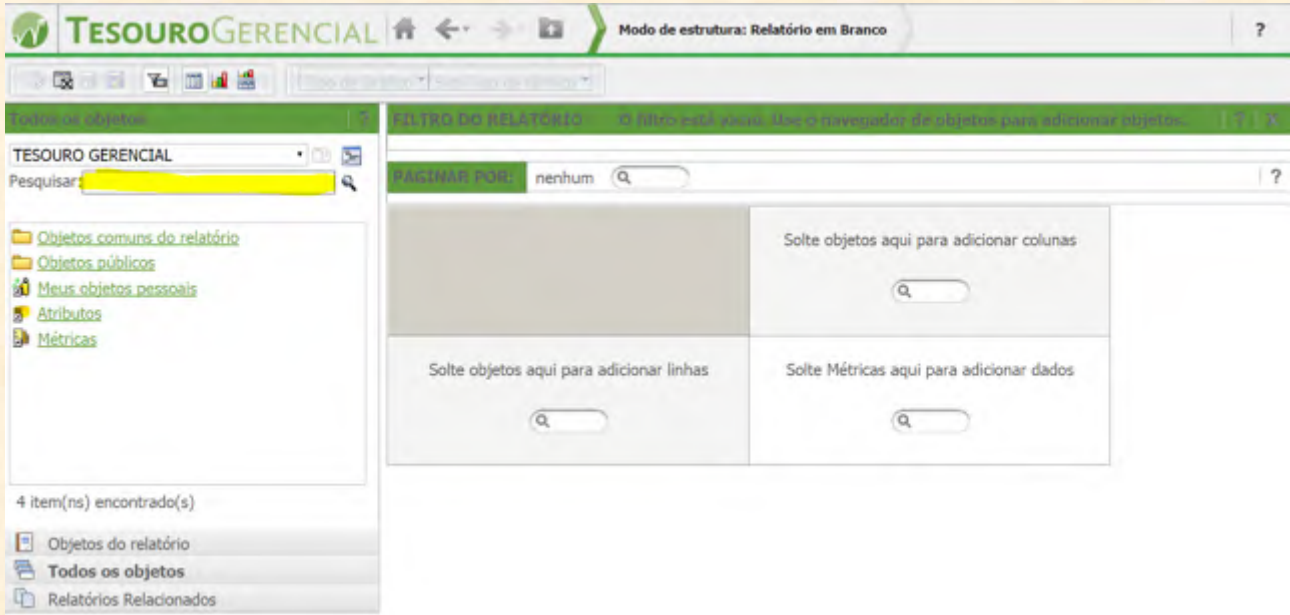 TESOUROGERENCIAL
Modo de estrutura: Relatório em Branco
?
Todos os objetos
?
FILTRO DO RELATÓRIO
O filtro está vazio. Use o navegador de objetos para adicionar objetos.
?
TESOURO GERENCIAL
Pesquisar:
PAGINAR POR:
nenhum
?
Objetos comuns do relatório
Objetos públicos
Meus objetos pessoais
Atributos
Métricas
Solte objetos aqui para adicionar colunas
Solte objetos aqui para adicionar linhas
Solte Métricas aqui para adicionar dados
4 item(ns) encontrado(s)
Objetos do relatório
Todos os objetos
Relatórios Relacionados